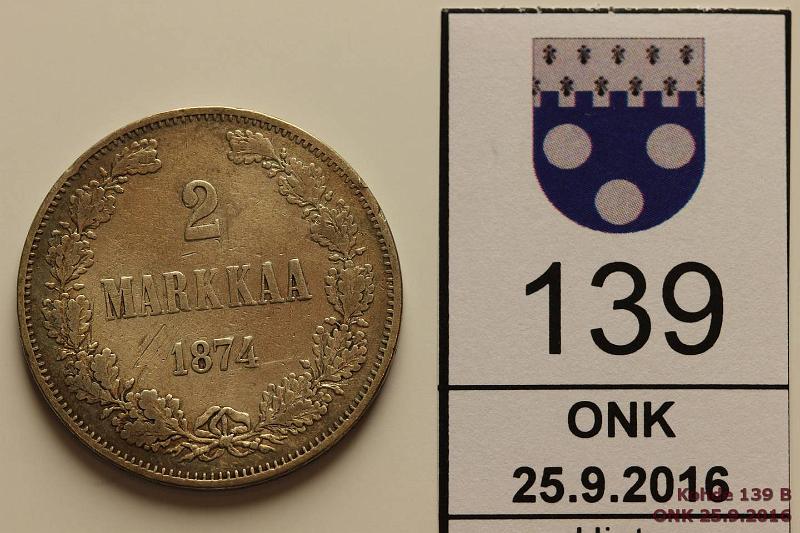 2
MARKKAA
1874
139
ONK
25.9.2016
Kohde 139 B
ONK 25.9.2016